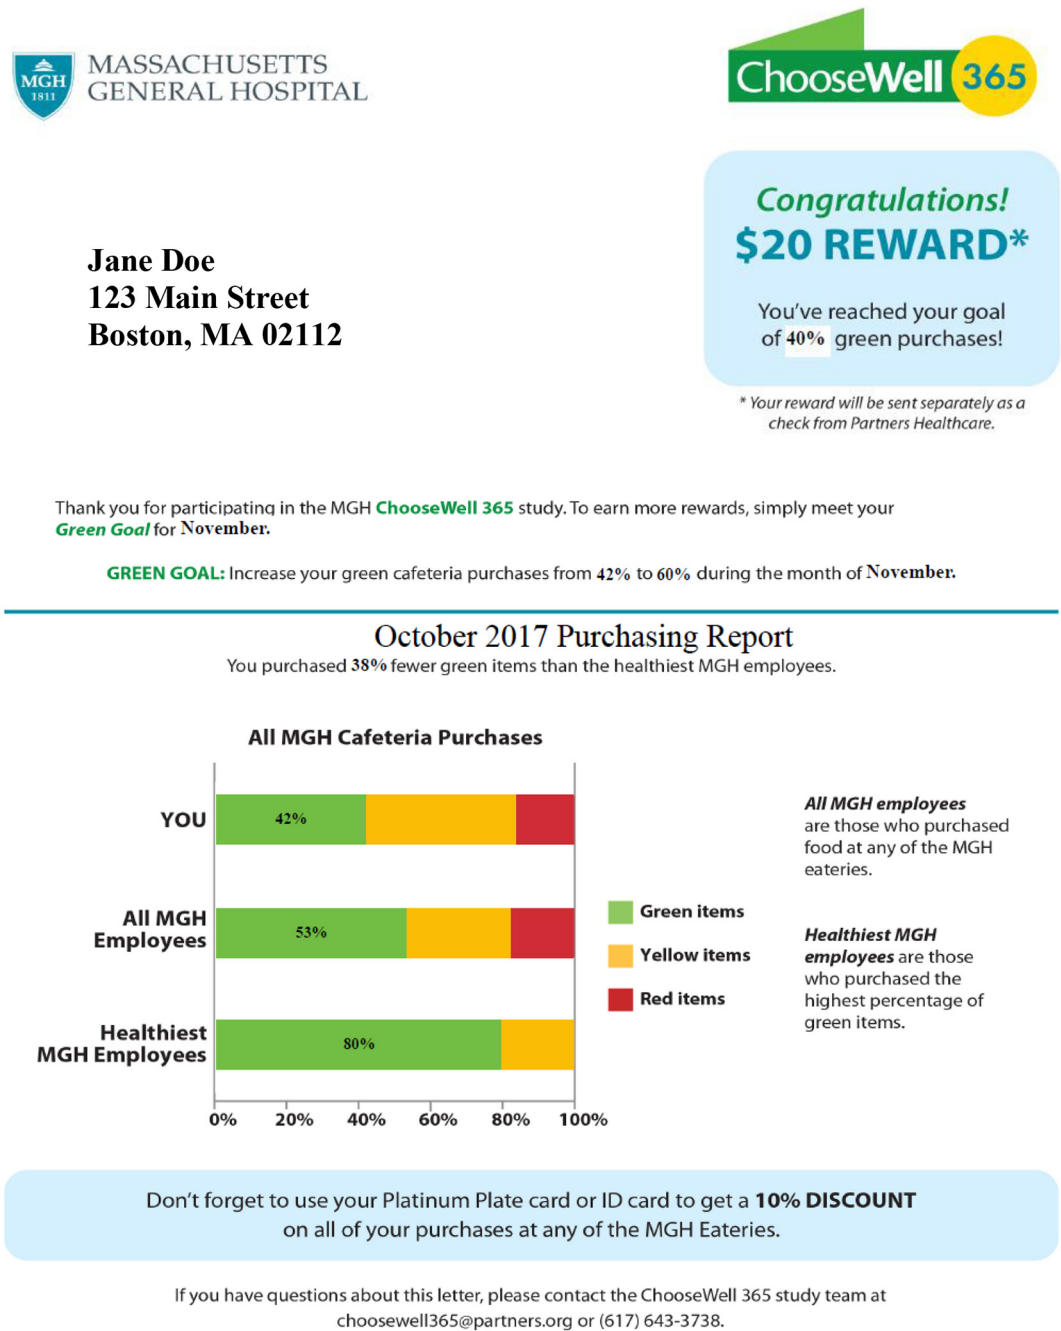 MGH
1811
MASSACHUSETTS
GENERAL HOSPITAL
ChooseWell 365
Congratulations!
$20 REWARD*
You've reached your goal
of 40% green purchases!
* Your reward will be sent separately as a
check from Partners Healthcare.
Jane Doe
123 Main Street
Boston, MA 02112
Thank you for participating in the MGH ChooseWell 365 study. To earn more rewards, simply meet your
Green Goal for November.
GREEN GOAL: Increase your green cafeteria purchases from 42% to 60% during the month of November.
October 2017 Purchasing Report
You purchased 38% fewer green items than the healthiest MGH employees.
All MGH Cafeteria Purchases
YOU
42%
All MGH
Employees
53%
Healthiest
MGH Employees
80%
0% 20% 40% 60% 80% 100%
Green items
Yellow items
Red items
All MGH employees
are those who purchased
food at any of the MGH
eateries.
Healthiest MGH
employees are those
who purchased the
highest percentage of
green items.
Don't forget to use your Platinum Plate card or ID card to get a 10% DISCOUNT
on all of your purchases at any of the MGH Eateries.
If you have questions about this letter, please contact the ChooseWell 365 study team at
choosewell365@partners.org or (617) 643-3738.